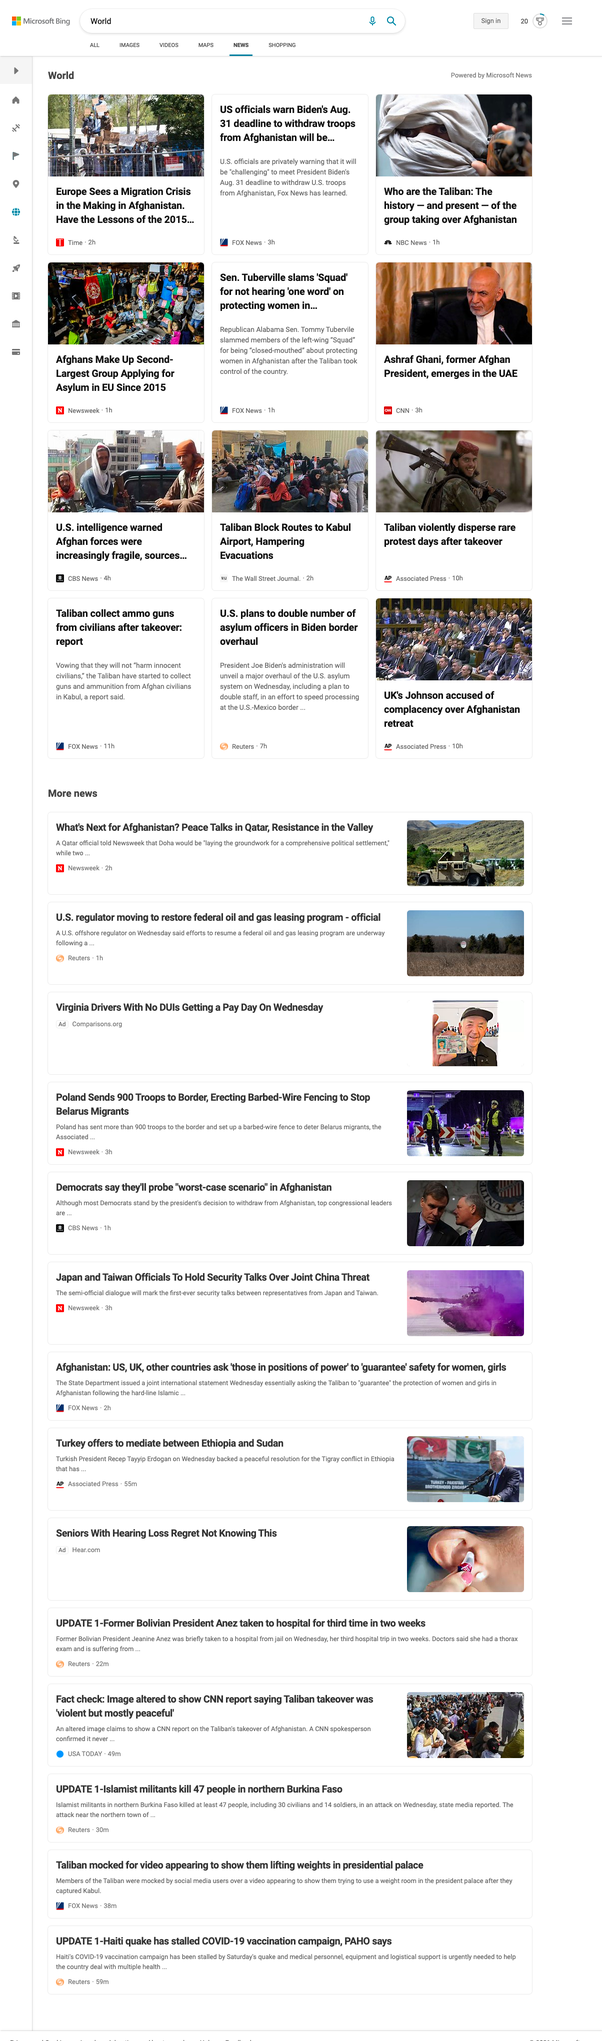 Microsoft Bing
World
Sign in
20
ALL
IMAGES
VIDEOS
MAPS
NEWS
SHOPPING
World
Powered by Microsoft News
Europe Sees a Migration Crisis
in the Making in Afghanistan.
Have the Lessons of the 2015...
Time · 2h
US officials warn Biden's Aug.
31 deadline to withdraw troops
from Afghanistan will be...
U.S. officials are privately warning that it will
be "challenging" to meet President Biden's
Aug. 31 deadline to withdraw U.S. troops
from Afghanistan, Fox News has learned.
FOX News · 3h
Who are the Taliban: The
history — and present — of the
group taking over Afghanistan
NBC News · 1h
Afghans Make Up Second-
Largest Group Applying for
Asylum in EU Since 2015
Newsweek · 1h
Sen. Tuberville slams 'Squad'
for not hearing 'one word' on
protecting women in...
Republican Alabama Sen. Tommy Tubervile
slammed members of the left-wing "Squad"
for being "closed-mouthed" about protecting
women in Afghanistan after the Taliban took
control of the country.
FOX News · 1h
Ashraf Ghani, former Afghan
President, emerges in the UAE
CNN · 3h
U.S. intelligence warned
Afghan forces were
increasingly fragile, sources...
CBS News · 4h
Taliban Block Routes to Kabul
Airport, Hampering
Evacuations
The Wall Street Journal. · 2h
Taliban violently disperse rare
protest days after takeover
AP Associated Press · 10h
Taliban collect ammo guns
from civilians after takeover:
report
Vowing that they will not "harm innocent
civilians," the Taliban have started to collect
guns and ammunition from Afghan civilians
in Kabul, a report said.
FOX News · 11h
U.S. plans to double number of
asylum officers in Biden border
overhaul
President Joe Biden's administration will
unveil a major overhaul of the U.S. asylum
system on Wednesday, including a plan to
double staff, in an effort to speed processing
at the U.S.-Mexico border ...
Reuters · 7h
UK's Johnson accused of
complacency over Afghanistan
retreat
AP Associated Press · 10h
More news
What's Next for Afghanistan? Peace Talks in Qatar, Resistance in the Valley
A Qatar official told Newsweek that Doha would be "laying the groundwork for a comprehensive political settlement,"
while two ...
Newsweek · 2h
U.S. regulator moving to restore federal oil and gas leasing program - official
A U.S. offshore regulator on Wednesday said efforts to resume a federal oil and gas leasing program are underway
following a ...
Reuters · 1h
Virginia Drivers With No DUIs Getting a Pay Day On Wednesday
Ad Comparisons.org
Poland Sends 900 Troops to Border, Erecting Barbed-Wire Fencing to Stop
Belarus Migrants
Poland has sent more than 900 troops to the border and set up a barbed-wire fence to deter Belarus migrants, the
Associated ...
Newsweek · 3h
Democrats say they'll probe "worst-case scenario" in Afghanistan
Although most Democrats stand by the president's decision to withdraw from Afghanistan, top congressional leaders
are ...
CBS News · 1h
Japan and Taiwan Officials To Hold Security Talks Over Joint China Threat
The semi-official dialogue will mark the first-ever security talks between representatives from Japan and Taiwan.
Newsweek · 3h
Afghanistan: US, UK, other countries ask 'those in positions of power' to 'guarantee' safety for women, girls
The State Department issued a joint international statement Wednesday essentially asking the Taliban to "guarantee" the protection of women and girls in
Afghanistan following the hard-line Islamic ...
FOX News · 2h
Turkey offers to mediate between Ethiopia and Sudan
Turkish President Recep Tayyip Erdogan on Wednesday backed a peaceful resolution for the Tigray conflict in Ethiopia
that has ...
AP Associated Press · 55m
Seniors With Hearing Loss Regret Not Knowing This
Ad Hear.com
UPDATE 1-Former Bolivian President Anez taken to hospital for third time in two weeks
Former Bolivian President Jeanine Anez was briefly taken to a hospital from jail on Wednesday, her third hospital trip in two weeks. Doctors said she had a thorax
exam and is suffering from ...
Reuters · 22m
Fact check: Image altered to show CNN report saying Taliban takeover was
'violent but mostly peaceful'
An altered image claims to show a CNN report on the Taliban's takeover of Afghanistan. A CNN spokesperson
confirmed it never ...
USA TODAY · 49m
UPDATE 1-Islamist militants kill 47 people in northern Burkina Faso
Islamist militants in northern Burkina Faso killed at least 47 people, including 30 civilians and 14 soldiers, in an attack on Wednesday, state media reported. The
attack near the northern town of ...
Reuters · 30m
Taliban mocked for video appearing to show them lifting weights in presidential palace
Members of the Taliban were mocked by social media users over a video appearing to show them trying to use a weight room in the president palace after they
captured Kabul.
FOX News · 38m
UPDATE 1-Haiti quake has stalled COVID-19 vaccination campaign, PAHO says
Haiti's COVID-19 vaccination campaign has been stalled by Saturday's quake and medical personnel, equipment and logistical support is urgently needed to help
the country deal with multiple health ...
Reuters · 59m